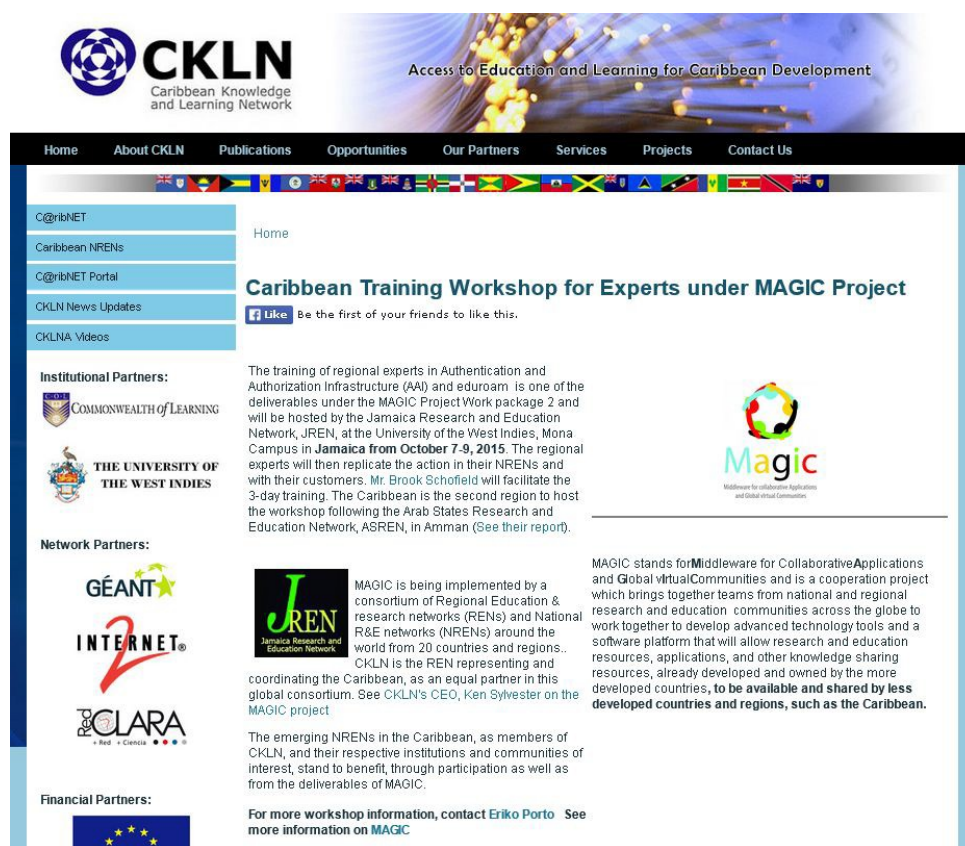 CKLN
Caribbean Knowledge
and Learning Network
Access to Education and Learning for Caribbean Development
Home About CKLN Publications Opportunities Our Partners Services Projects Contact Us
C@ribNET
Caribbean NRENs
C@ribNET Portal
CKLN News Updates
CKLNA Videos
Institutional Partners:
C·O·L
COMMONWEALTH of LEARNING
THE UNIVERSITY OF
THE WEST INDIES
Network Partners:
GÉANT
INTERNET®
2
Red CLARA
+ Red + Ciencia
Financial Partners:
Home
Caribbean Training Workshop for Experts under MAGIC Project
Like Be the first of your friends to like this.
The training of regional experts in Authentication and
Authorization Infrastructure (AAI) and eduroam is one of the
deliverables under the MAGIC Project Work package 2 and
will be hosted by the Jamaica Research and Education
Network, JREN, at the University of the West Indies, Mona
Campus in Jamaica from October 7-9, 2015. The regional
experts will then replicate the action in their NRENs and
with their customers. Mr. Brook Schofield will facilitate the
3-day training. The Caribbean is the second region to host
the workshop following the Arab States Research and
Education Network, ASREN, in Amman (See their report).
JREN
Jamaica Research and
Education Network
MAGIC is being implemented by a
consortium of Regional Education &
research networks (RENs) and National
R&E networks (NRENs) around the
world from 20 countries and regions..
CKLN is the REN representing and
coordinating the Caribbean, as an equal partner in this
global consortium. See CKLN's CEO, Ken Sylvester on the
MAGIC project
The emerging NRENs in the Caribbean, as members of
CKLN, and their respective institutions and communities of
interest, stand to benefit, through participation as well as
from the deliverables of MAGIC.
For more workshop information, contact Eriko Porto See
more information on MAGIC
Magic
Middleware for collaborative Applications
and Global virtual Communities
MAGIC stands forMiddleware for CollaborativeApplications
and Global vIrtualCommunities and is a cooperation project
which brings together teams from national and regional
research and education communities across the globe to
work together to develop advanced technology tools and a
software platform that will allow research and education
resources, applications, and other knowledge sharing
resources, already developed and owned by the more
developed countries, to be available and shared by less
developed countries and regions, such as the Caribbean.